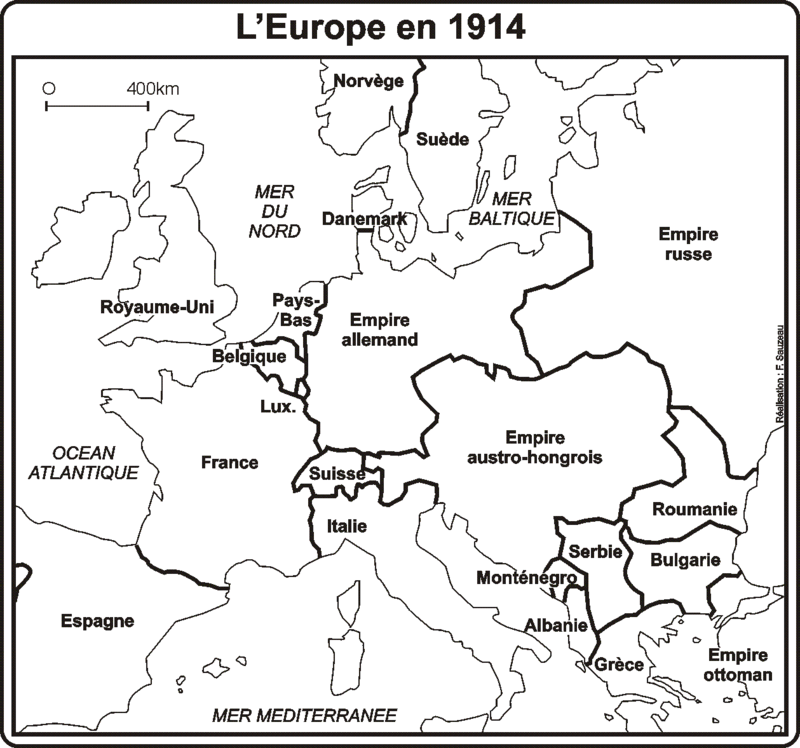 L'Europe en 1914
O 400km
Norvège
Suède
MER
DU
NORD
MER
BALTIQUE
Danemark
Empire
russe
Royaume-Uni
Pays-
Bas
Empire
allemand
Belgique
Lux.
Réalisation : F. Sauzeau
OCEAN
ATLANTIQUE
France
Suisse
Empire
austro-hongrois
Italie
Roumanie
Serbie
Bulgarie
Monténégro
Espagne
Albanie
Grèce
Empire
ottoman
MER MEDITERRANEE